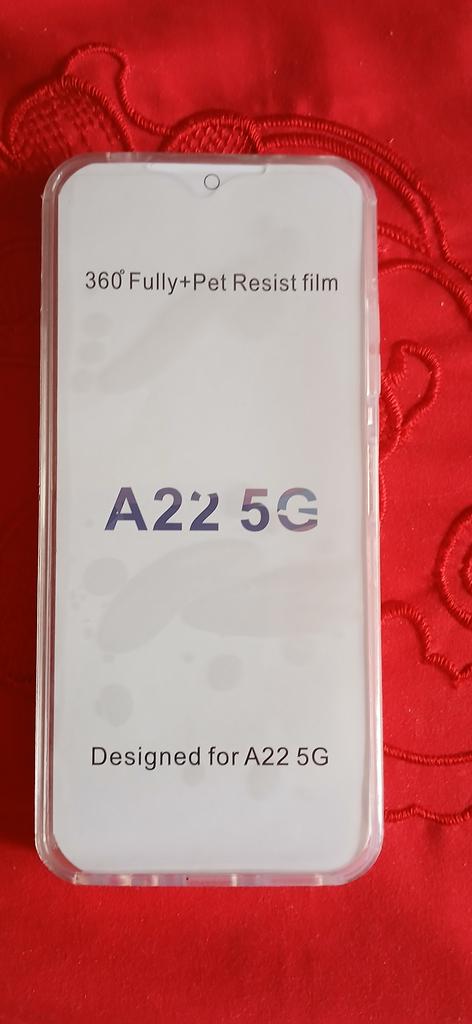 360° Fully+Pet Resist film
A22 5G
Designed for A22 5G